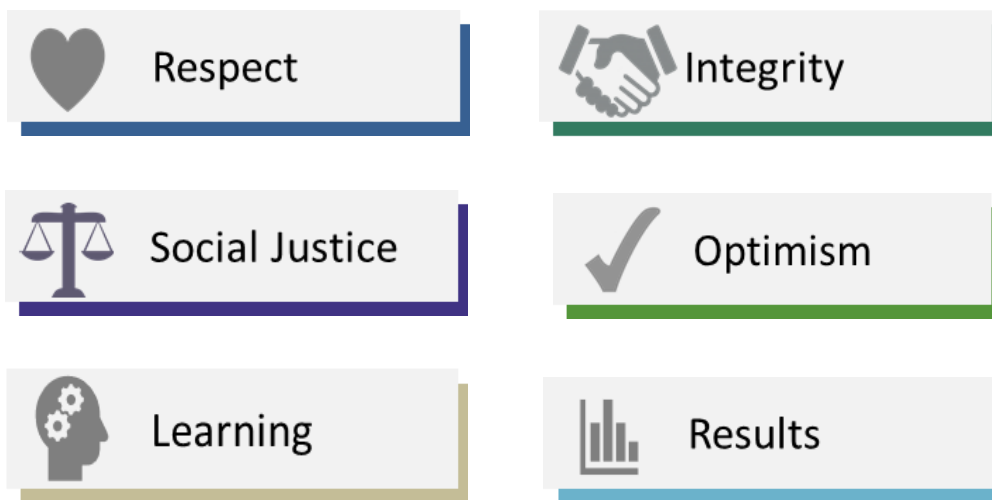 Respect
Integrity
Social Justice
Optimism
Learning
Results